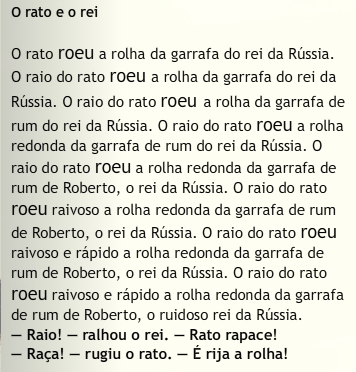 O rato e o rei
O rato roeu a rolha da garrafa do rei da Rússia.
O raio do rato roeu a rolha da garrafa do rei da
Rússia. O raio do rato roeu a rolha da garrafa de
rum do rei da Rússia. O raio do rato roeu a rolha
redonda da garrafa de rum do rei da Rússia. O
raio do rato roeu a rolha redonda da garrafa de
rum de Roberto, o rei da Rússia. O raio do rato
roeu raivoso a rolha redonda da garrafa de rum
de Roberto, o rei da Rússia. O raio do rato roeu
raivoso e rápido a rolha redonda da garrafa de
rum de Roberto, o rei da Rússia. O raio do rato
roeu raivoso e rápido a rolha redonda da garrafa
de rum de Roberto, o ruidoso rei da Rússia.
— Raio! — ralhou o rei. — Rato rapace!
— Raça! — rugiu o rato. — É rija a rolha!